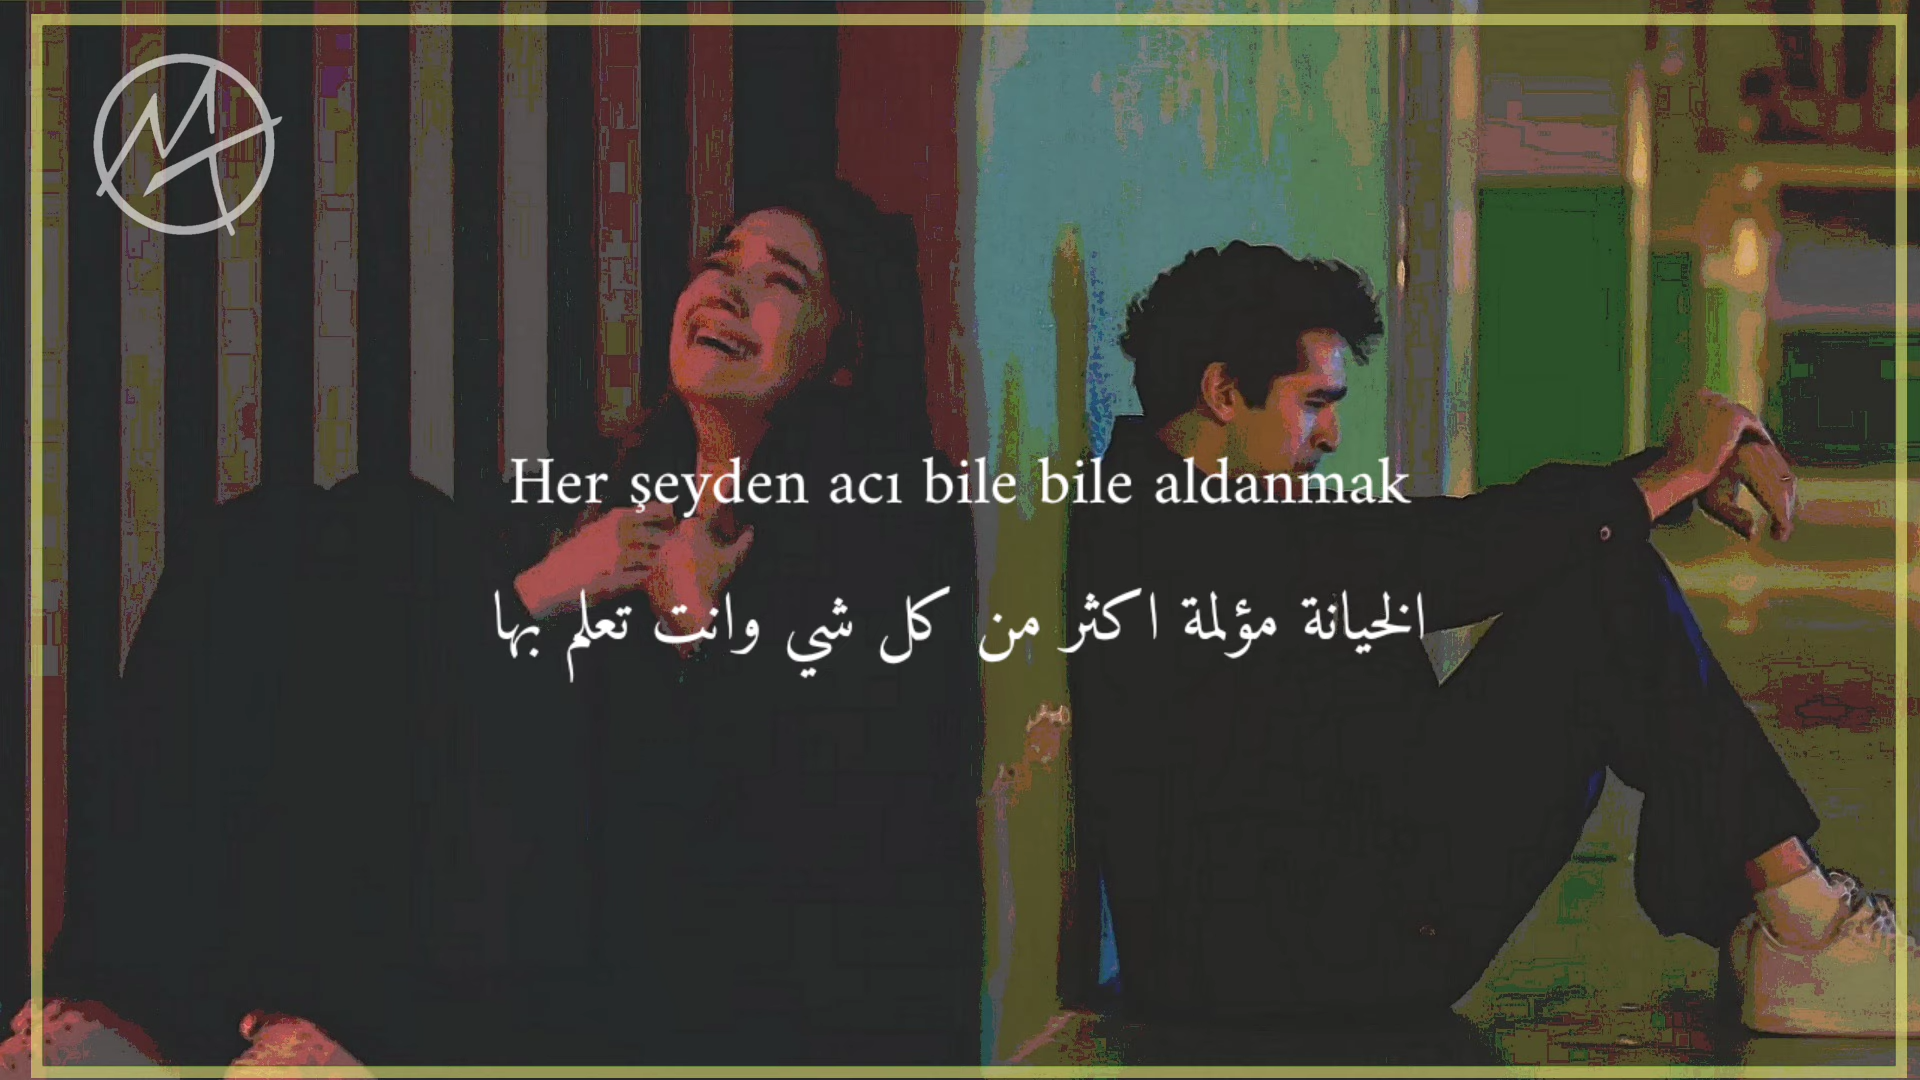 Her şeyden acı bile bile aldanmak
الخيانة مؤلمة اكثر من كل شي وانت تعلم بها